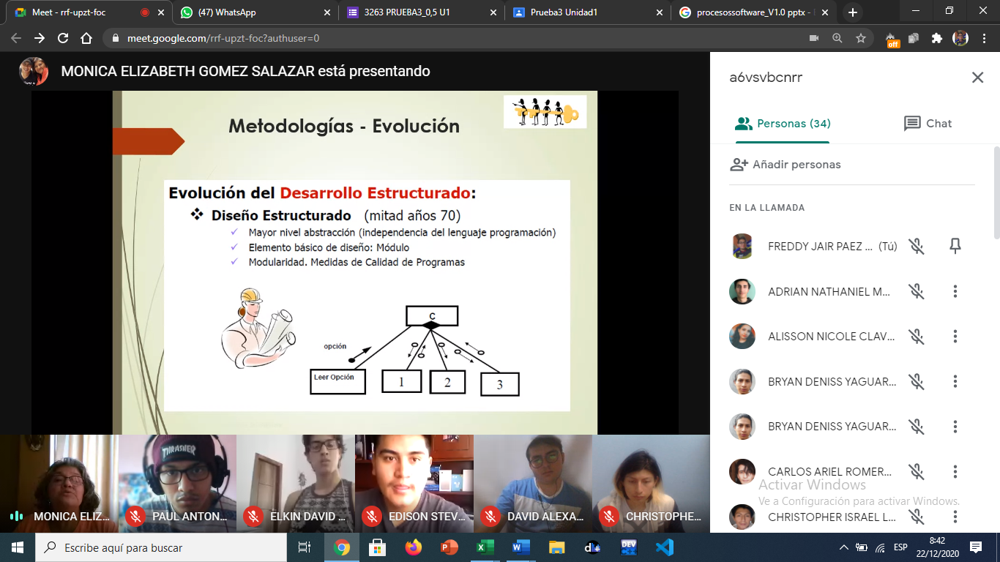 Meet - rrf-upzt-foc
(47) WhatsApp
3263 PRUEBA3_0,5 U1
Prueba3 Unidad1
procesossoftware_V1.0 pptx -
meet.google.com/rrf-upzt-foc?authuser=0
off
MONICA ELIZABETH GOMEZ SALAZAR está presentando
Metodologías - Evolución
Evolución del Desarrollo Estructurado:
Diseño Estructurado (mitad años 70)
Mayor nivel abstracción (independencia del lenguaje programación)
Elemento básico de diseño: Módulo
Modularidad. Medidas de Calidad de Programas
C
opción
Leer Opción
1
2
3
THRASHER
MONICA ELIZ...
PAUL ANTON...
ELKIN DAVID ...
EDISON STEV...
DAVID ALEXA...
CHRISTOPHE...
a6vsvbcnrr
Personas (34)
Chat
Añadir personas
EN LA LLAMADA
FREDDY JAIR PAEZ ... (Tú)
ADRIAN NATHANIEL M...
ALISSON NICOLE CLAV...
BRYAN DENISS YAGUAR...
BRYAN DENISS YAGUAR...
CARLOS ARIEL ROMER...
Activar Windows
Ve a Configuración para activar Windows.
CHRISTOPHER ISRAEL L...
Escribe aquí para buscar
DEV
ESP
8:42
22/12/2020